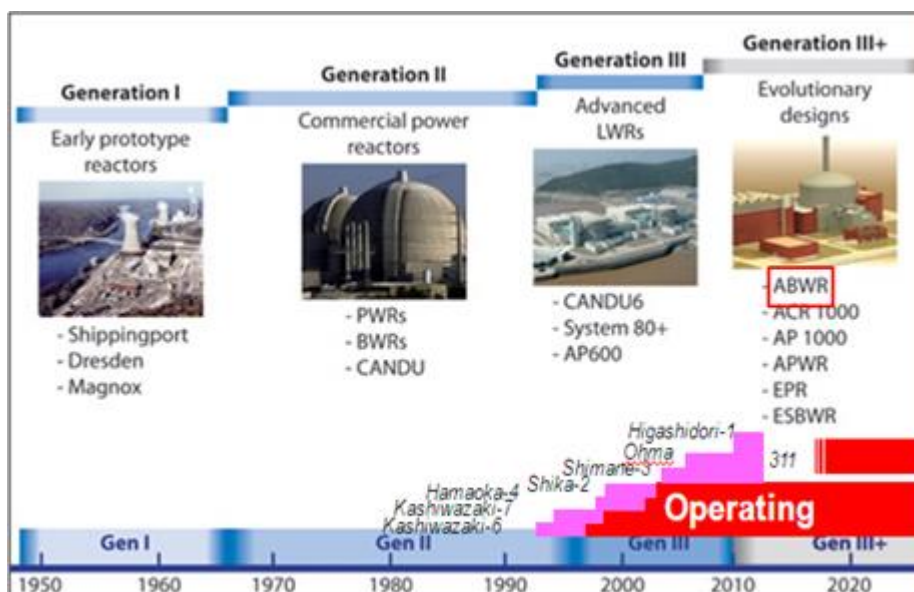 Generation I
Early prototype
reactors
- Shippingport
- Dresden
- Magnox
Generation II
Commercial power
reactors
- PWRs
- BWRs
- CANDU
Generation III
Advanced
LWRs
- CANDU6
- System 80+
- AP600
Generation III+
Evolutionary
designs
- ABWR
- ACR 1000
- AP 1000
- APWR
- EPR
- ESBWR
Higashidori-1
Ohma
Shimane-3
Shika-2
Hamaoka-4
Kashiwazaki-7
Kashiwazaki-6
311
Operating
Gen I
Gen II
Gen III
Gen III+
1950
1960
1970
1980
1990
2000
2010
2020